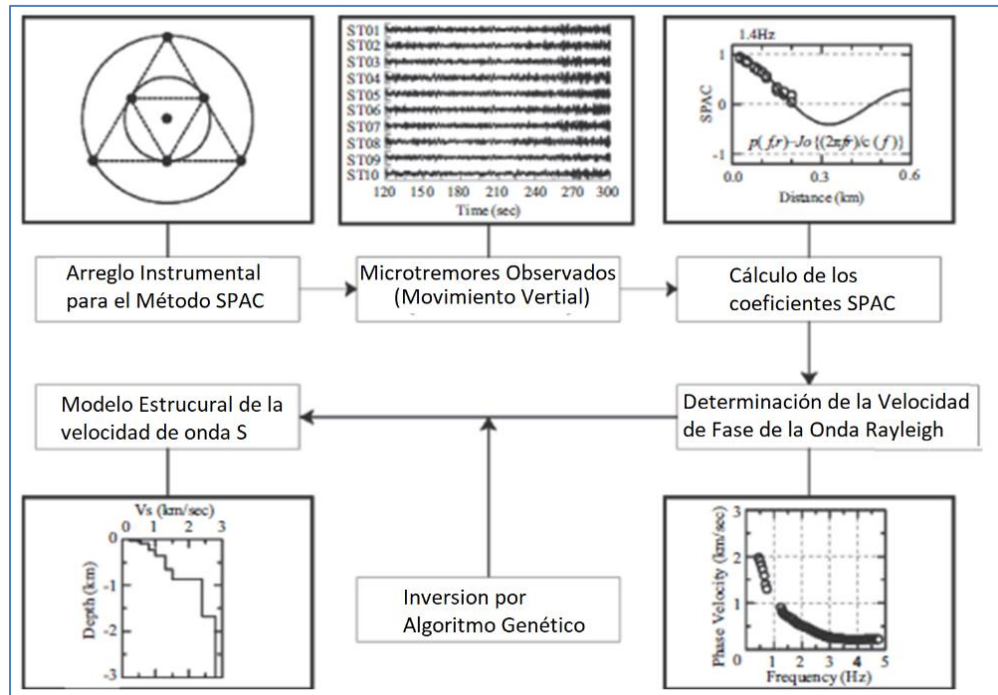 ST01
ST02
ST03
ST04
ST05
ST06
ST07
ST08
ST09
ST10
120 150 180 210 240 270 300
Time (sec)
1.4Hz
SPAC
1
0
-1
p(f,r)-Jo{(2πfr)/c(f)}
0.0 0.3 0.6
Distance (km)
Arreglo Instrumental
para el Método SPAC
Microtremores Observados
(Movimiento Vertial)
Cálculo de los
coeficientes SPAC
Modelo Estrucural de la
velocidad de onda S
Determinación de la Velocidad
de Fase de la Onda Rayleigh
Vs (km/sec)
0 1 2 3
Depth (km)
0
-1
-2
-3
Inversion por
Algoritmo Genético
Phase Velocity (km/sec)
3
2
1
0
1 2 3 4 5
Frequency (Hz)